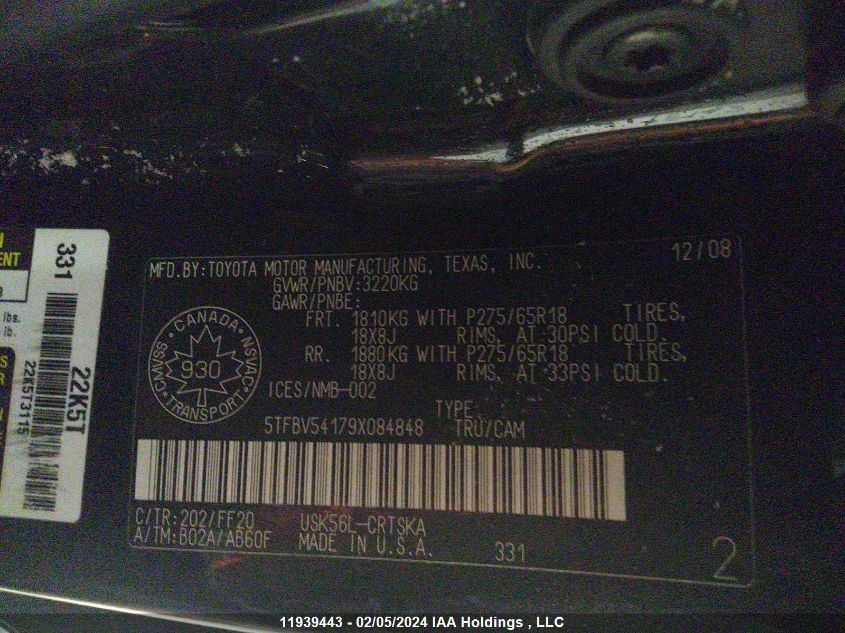 12/08
MFD.BY:TOYOTA MOTOR MANUFACTURING, TEXAS, INC.
GVWR/PNBV:3220KG
GAWR/PNBE:
FRT. 1810KG WITH P275/65R18 TIRES,
18X8J RIMS, AT 30PSI COLD.
RR. 1880KG WITH P275/65R18 TIRES,
18X8J RIMS, AT 33PSI COLD.
ICES/NMB-002
TYPE
5TFBV54179X084848 TRU/CAM
CANADA
CMVSS NSVAC
930
TRANSPORT
C/TR:202/FF20 USK56L-CRTSKA
A/TM:B02A/AB60F MADE IN U.S.A. 331
2
331
22K5T
22K5T3115
lbs.
lb.
11939443 - 02/05/2024 IAA Holdings , LLC